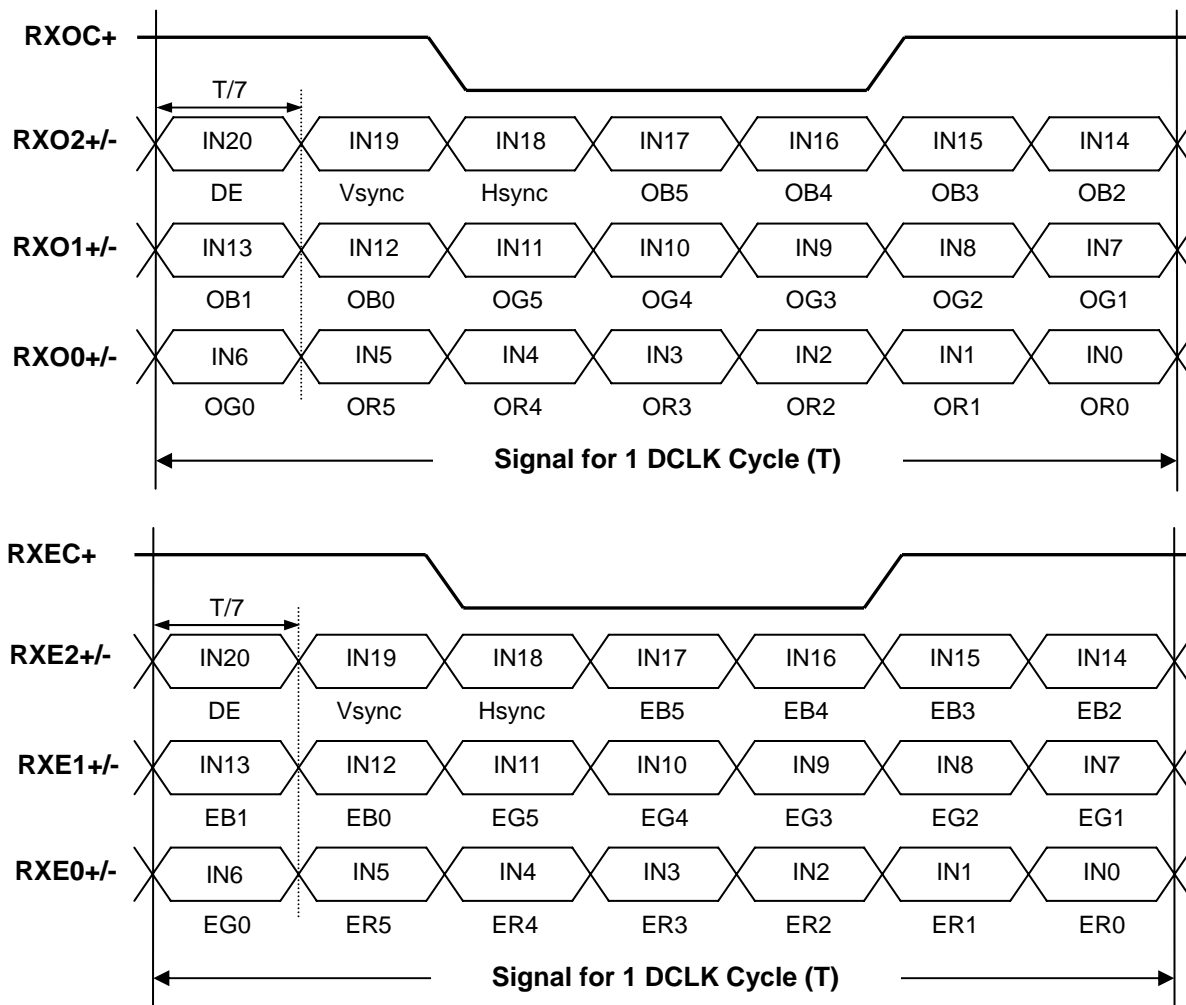 RXOC+
T/7
RXO2+/- IN20 IN19 IN18 IN17 IN16 IN15 IN14
DE Vsync Hsync OB5 OB4 OB3 OB2
RXO1+/- IN13 IN12 IN11 IN10 IN9 IN8 IN7
OB1 OB0 OG5 OG4 OG3 OG2 OG1
RXO0+/- IN6 IN5 IN4 IN3 IN2 IN1 IN0
OG0 OR5 OR4 OR3 OR2 OR1 OR0
Signal for 1 DCLK Cycle (T)
RXEC+
T/7
RXE2+/- IN20 IN19 IN18 IN17 IN16 IN15 IN14
DE Vsync Hsync EB5 EB4 EB3 EB2
RXE1+/- IN13 IN12 IN11 IN10 IN9 IN8 IN7
EB1 EB0 EG5 EG4 EG3 EG2 EG1
RXE0+/- IN6 IN5 IN4 IN3 IN2 IN1 IN0
EG0 ER5 ER4 ER3 ER2 ER1 ER0
Signal for 1 DCLK Cycle (T)